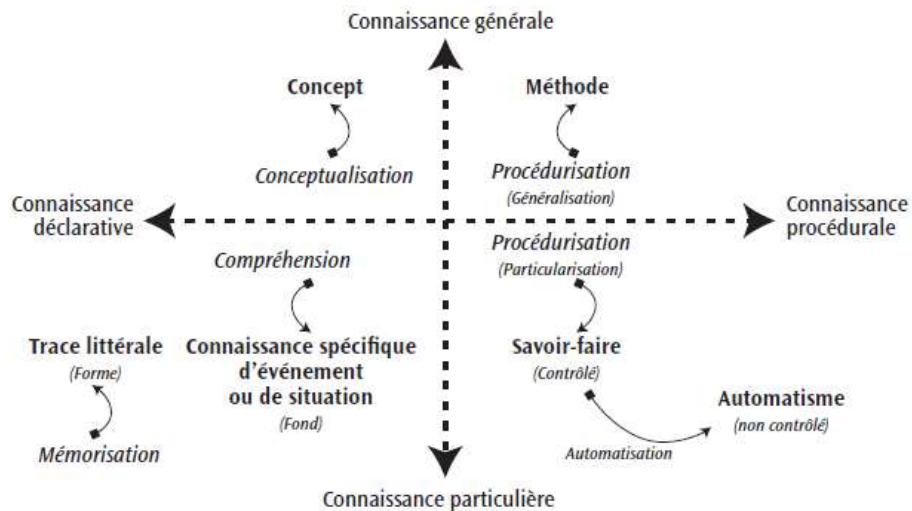 Connaissance générale
Concept
Méthode
Conceptualisation
Procédurisation
(Généralisation)
Connaissance
déclarative
Connaissance
procédurale
Compréhension
Procédurisation
(Particularisation)
Trace littérale
(Forme)
Connaissance spécifique
d'événement
ou de situation
(Fond)
Savoir-faire
(Contrôlé)
Automatisme
(non contrôlé)
Mémorisation
Automatisation
Connaissance particulière